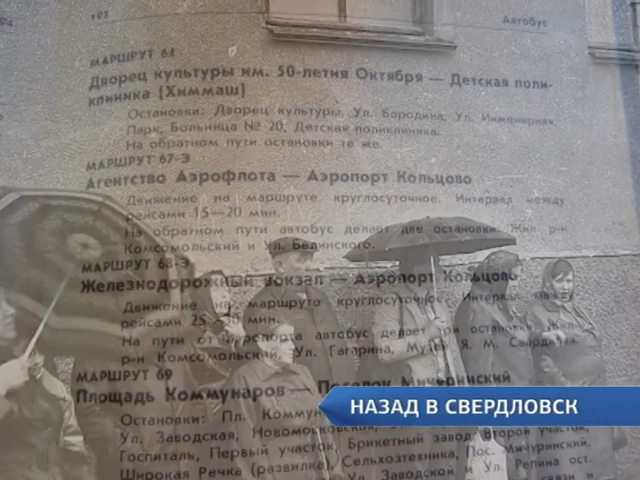 195
Автобус
МАРШРУТ 64
Дворец культуры им. 50-летия Октября — Детская поли-
клиника (Химмаш)
Остановки: Дворец культуры, Ул. Бородина, Ул. Инженерная,
Парк, Больница № 20, Детская поликлиника.
На обратном пути остановки те же.
МАРШРУТ 67-Э
Агентство Аэрофлота — Аэропорт Кольцово
Движение на маршруте круглосуточное. Интервал между
рейсами 15—20 мин.
На обратном пути автобус делает две остановки: Жил. р-н
Комсомольский и Ул. Белинского.
МАРШРУТ 68-Э
Железнодорожный вокзал — Аэропорт Кольцово
Движение на маршруте круглосуточное. Интервал между
рейсами 25 мин.
На пути от аэропорта автобус делает три остановки: Жил.
р-н Комсомольский, Ул. Гагарина, Музей Я. М. Свердлова.
МАРШРУТ 69
Площадь Коммунаров — Поселок Мичуринский
НАЗАД В СВЕРДЛОВСК
Остановки: Пл.
Ул. Заводская, Новомосковская,
Госпиталь, Первый участок, Брикетный завод, Второй участок,
Широкая Речка (развилка), Сельхозтехника, Пос. Мичуринский.
Ул. Заводской и Ул. Репина ост.
связи и